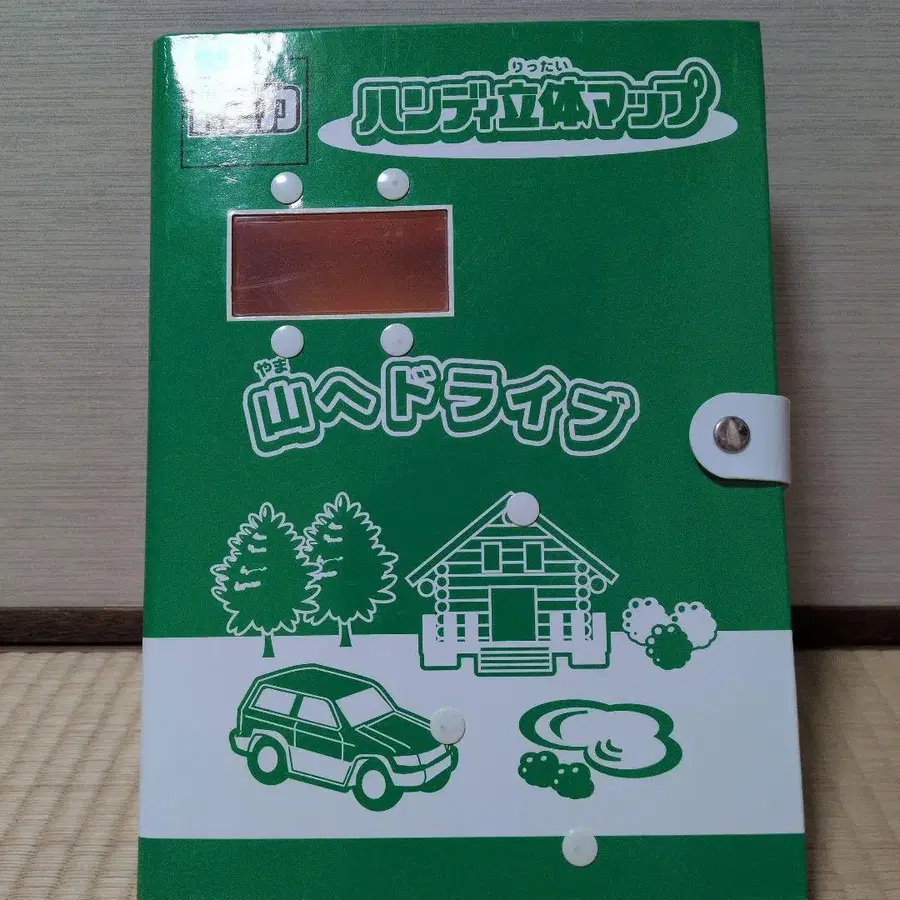 りったい
ハンディ立体マップ
やま
山へドライブ